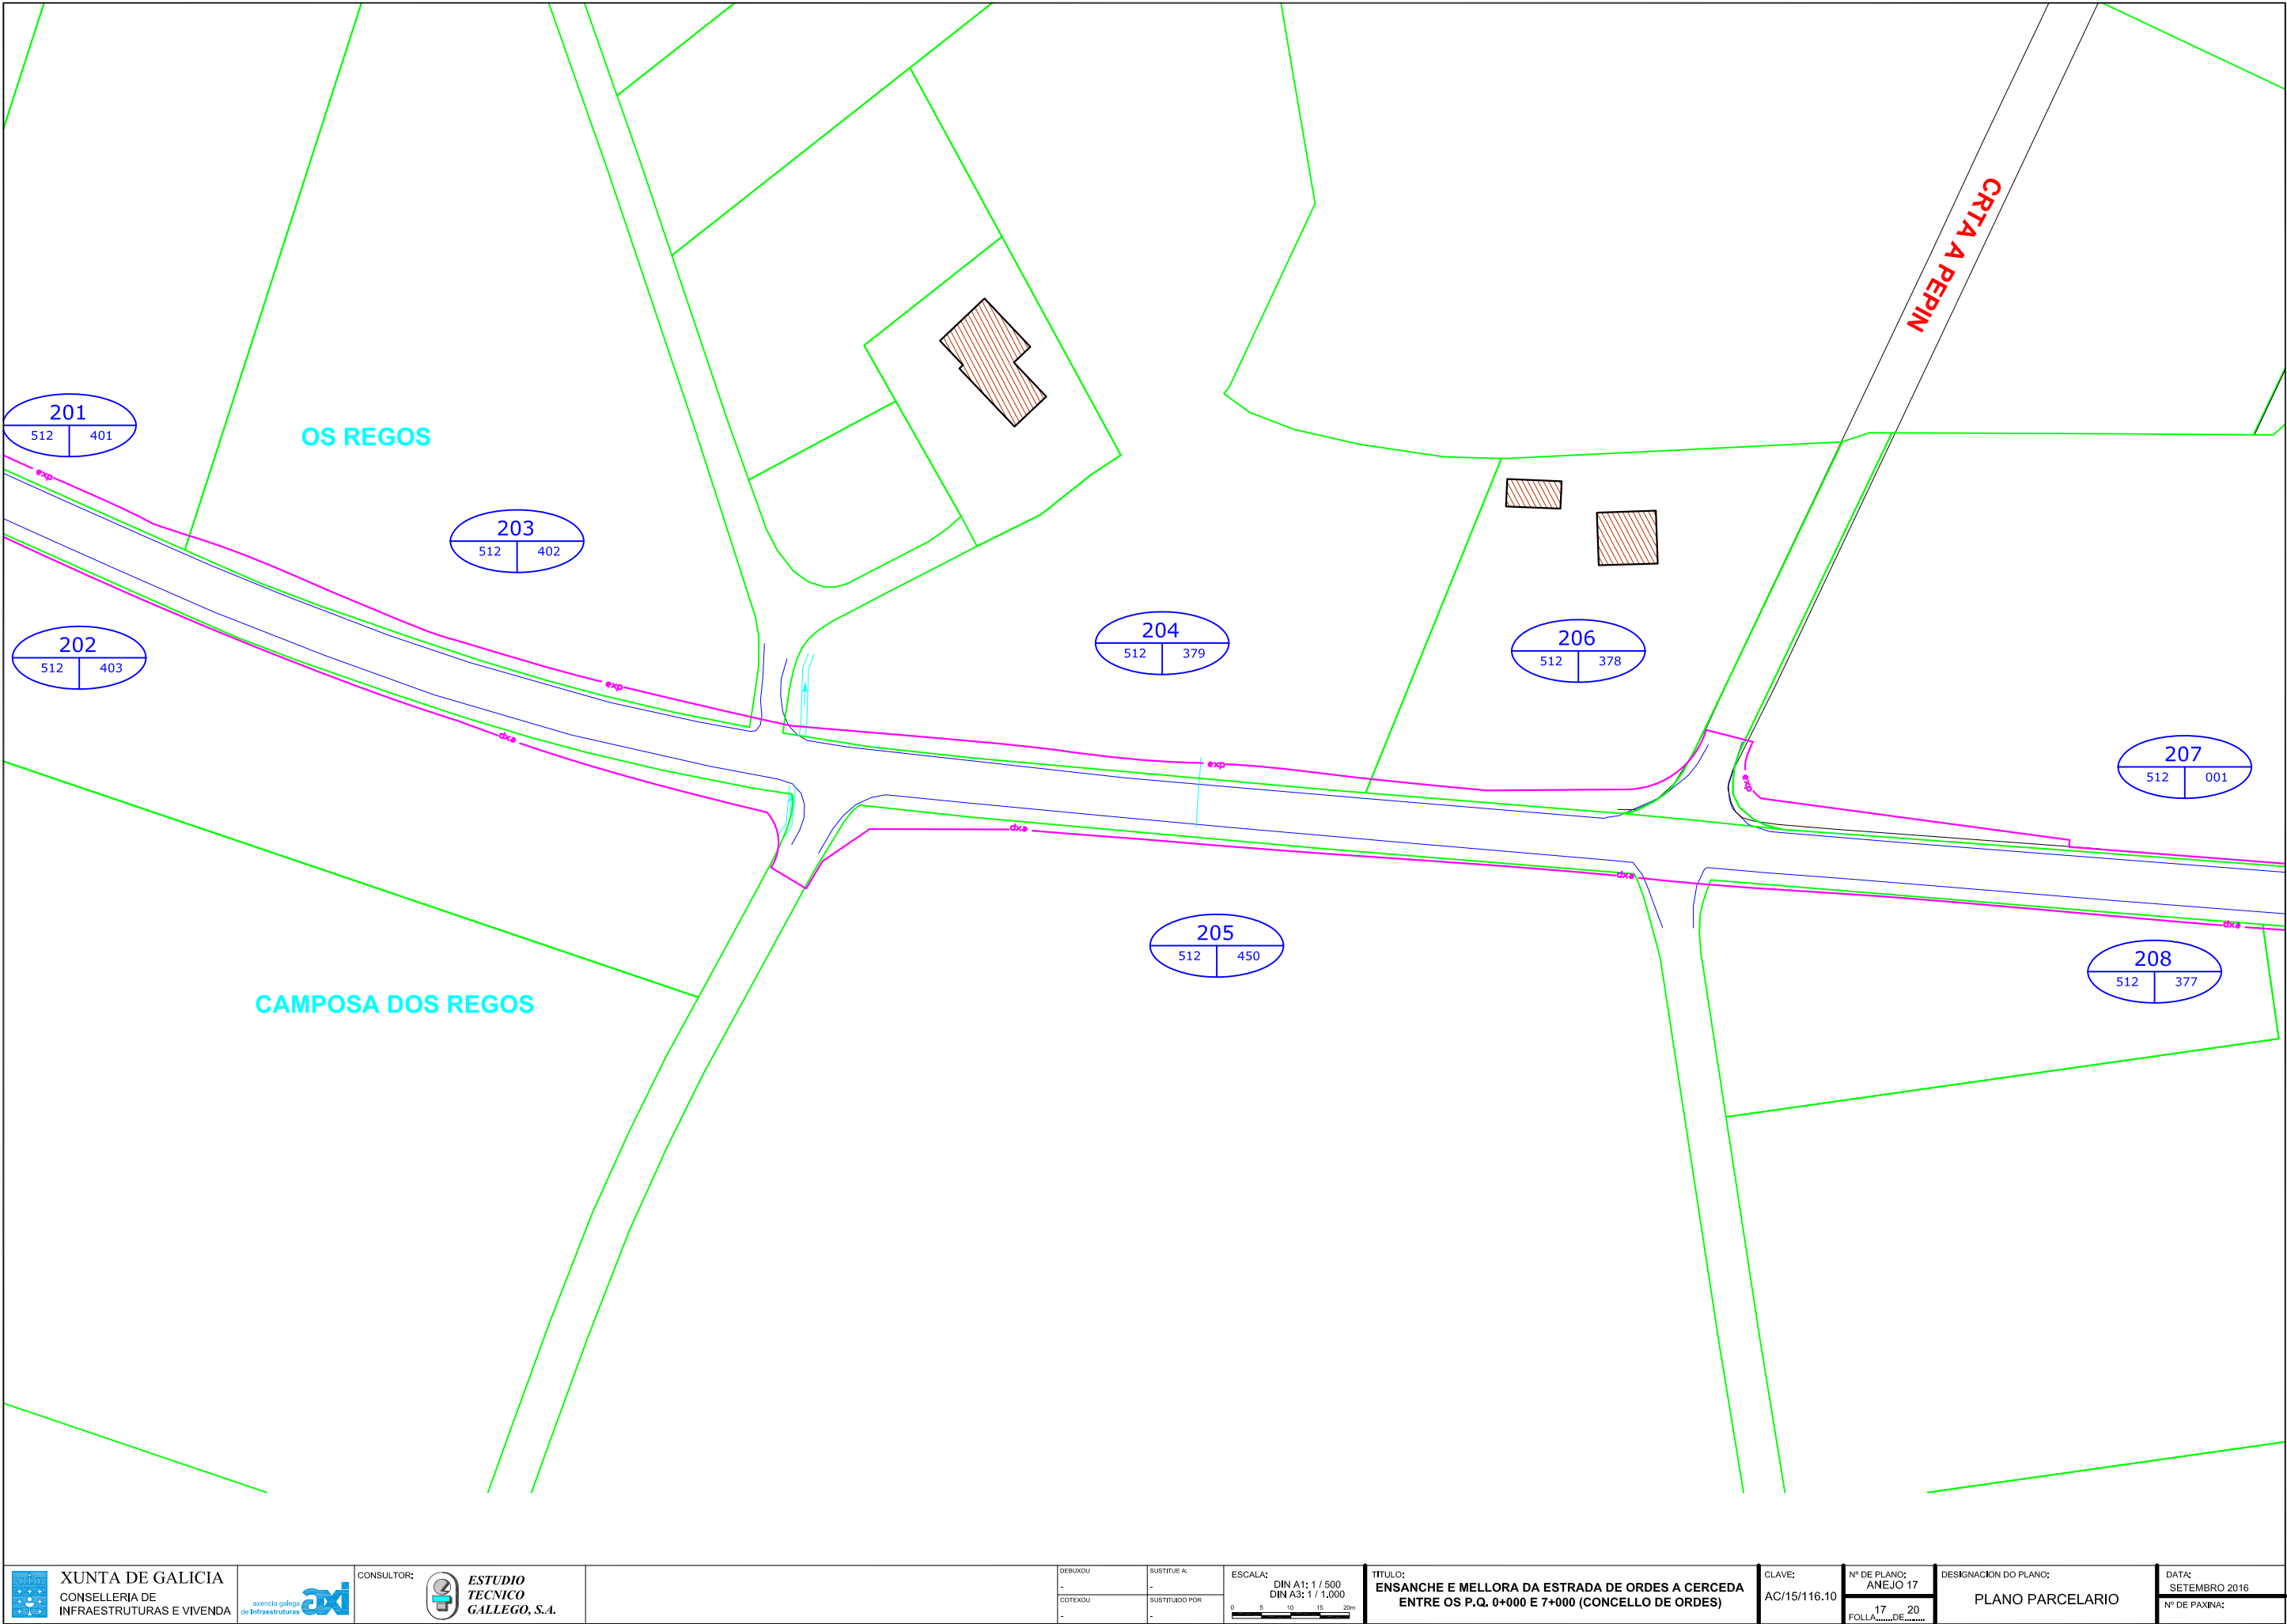 CRTA A PEPIN
201
512 401
OS REGOS
exp
203
512 402
202
512 403
exp
204
512 379
206
512 378
dxa
exp
exp
207
512 001
dxa
dxa
dxa
205
512 450
208
512 377
CAMPOSA DOS REGOS
XUNTA DE GALICIA
CONSELLERIA DE
INFRAESTRUTURAS E VIVENDA
axencia galega
de infraestruturas
axi
CONSULTOR:
ESTUDIO
TECNICO
GALLEGO, S.A.
DEBUXOU
-
COTEXOU
-
SUSTITUE A:
-
SUSTITUIDO POR
-
ESCALA:
DIN A1: 1 / 500
DIN A3: 1 / 1.000
0 5 10 15 20m
TITULO:
ENSANCHE E MELLORA DA ESTRADA DE ORDES A CERCEDA
ENTRE OS P.Q. 0+000 E 7+000 (CONCELLO DE ORDES)
CLAVE:
AC/15/116.10
Nº DE PLANO:
ANEJO 17
FOLLA 17 DE 20
DESIGNACION DO PLANO:
PLANO PARCELARIO
DATA:
SETEMBRO 2016
Nº DE PAXINA: